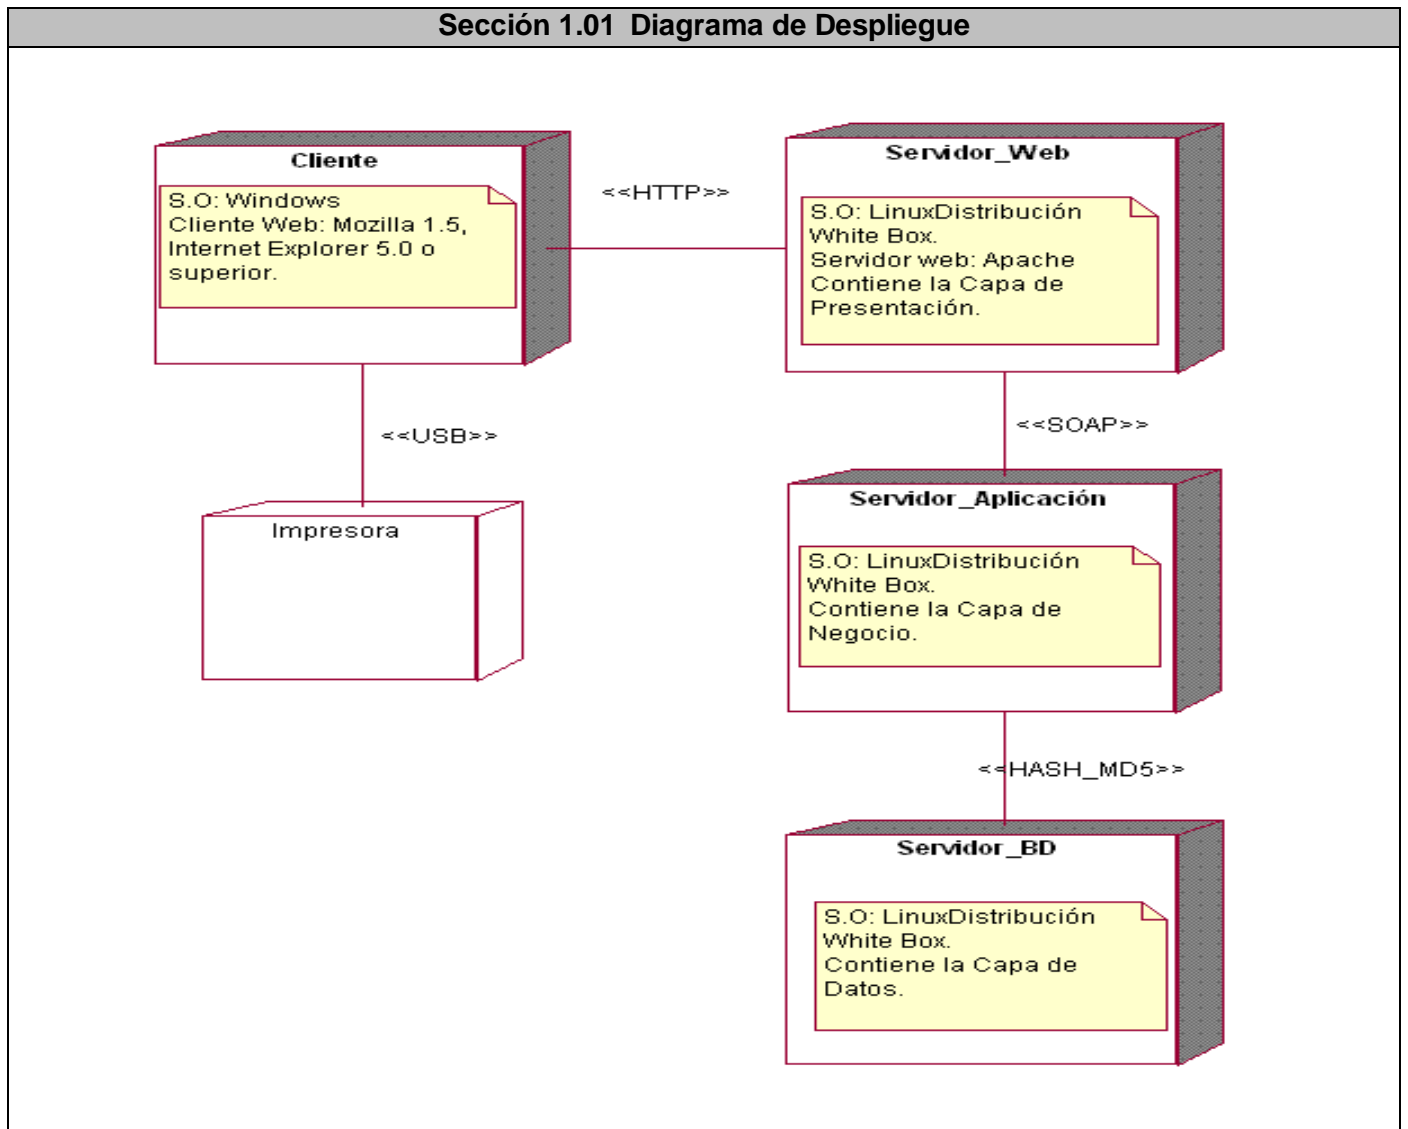 Sección 1.01 Diagrama de Despliegue
Cliente
S.O: Windows
Cliente Web: Mozilla 1.5,
Internet Explorer 5.0 o
superior.
<<HTTP>>
Servidor_Web
S.O: LinuxDistribución
White Box.
Servidor web: Apache
Contiene la Capa de
Presentación.
<<USB>>
<<SOAP>>
Impresora
Servidor_Aplicación
S.O: LinuxDistribución
White Box.
Contiene la Capa de
Negocio.
<<HASH_MD5>>
Servidor_BD
S.O: LinuxDistribución
White Box.
Contiene la Capa de
Datos.